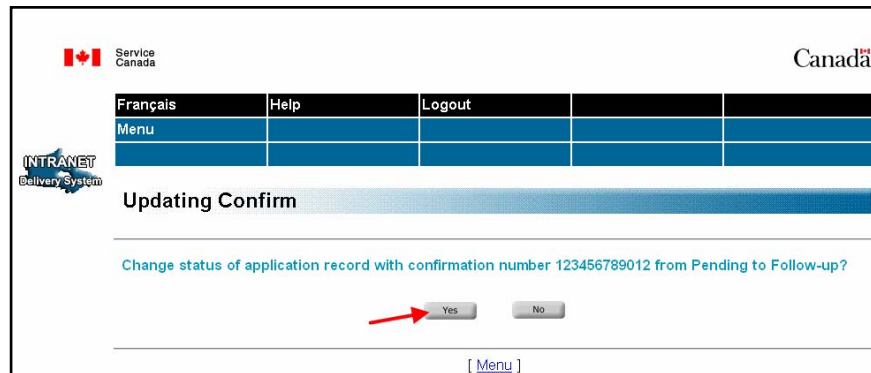 Service
Canada
Canada
Français Help Logout
Menu
INTRANET
Delivery System
Updating Confirm
Change status of application record with confirmation number 123456789012 from Pending to Follow-up?
Yes No
[ Menu ]